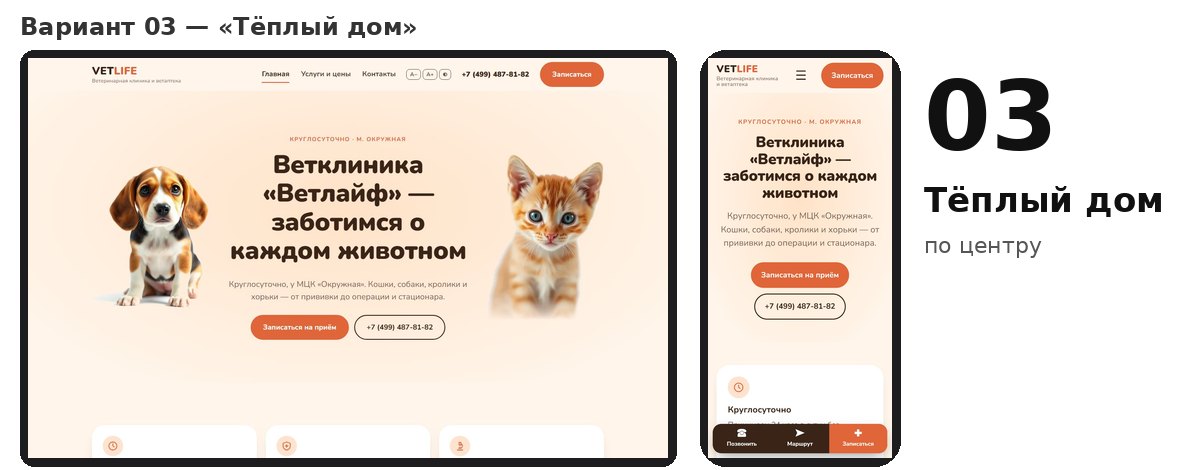 Вариант 03 — «Тёплый дом»
VETLIFE
Ветеринарная клиника и ветаптека
Главная Услуги и цены Контакты A− A+ +7 (499) 487-81-82 Записаться
КРУГЛОСУТОЧНО · М. ОКРУЖНАЯ
Ветклиника
«Ветлайф» —
заботимся о
каждом животном
Круглосуточно, у МЦК «Окружная». Кошки, собаки, кролики и
хорьки — от прививки до операции и стационара.
Записаться на приём +7 (499) 487-81-82
VETLIFE
Ветеринарная клиника
и ветаптека
Записаться
КРУГЛОСУТОЧНО · М. ОКРУЖНАЯ
Ветклиника
«Ветлайф» —
заботимся о каждом
животном
Круглосуточно, у МЦК «Окружная».
Кошки, собаки, кролики и хорьки — от
прививки до операции и стационара.
Записаться на приём
+7 (499) 487-81-82
Круглосуточно
Позвонить Маршрут Записаться
03
Тёплый дом
по центру